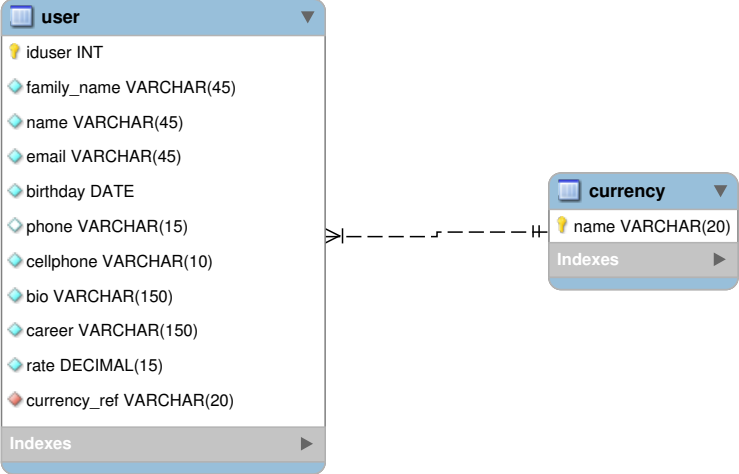 user
iduser INT
family_name VARCHAR(45)
name VARCHAR(45)
email VARCHAR(45)
birthday DATE
phone VARCHAR(15)
cellphone VARCHAR(10)
bio VARCHAR(150)
career VARCHAR(150)
rate DECIMAL(15)
currency_ref VARCHAR(20)
Indexes
currency
name VARCHAR(20)
Indexes